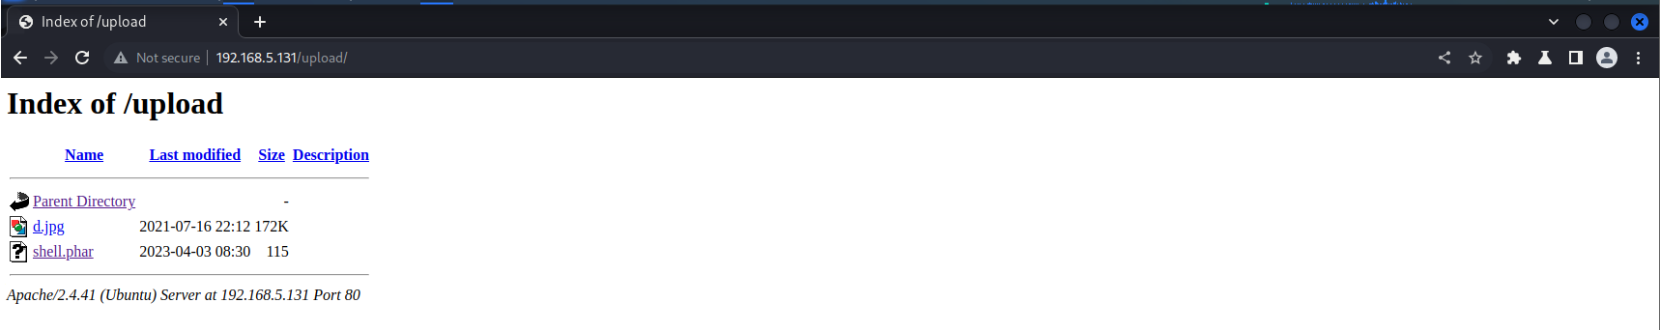 Index of /upload
Not secure | 192.168.5.131/upload/
Index of /upload
Name Last modified Size Description
Parent Directory -
d.jpg 2021-07-16 22:12 172K
shell.phar 2023-04-03 08:30 115
Apache/2.4.41 (Ubuntu) Server at 192.168.5.131 Port 80